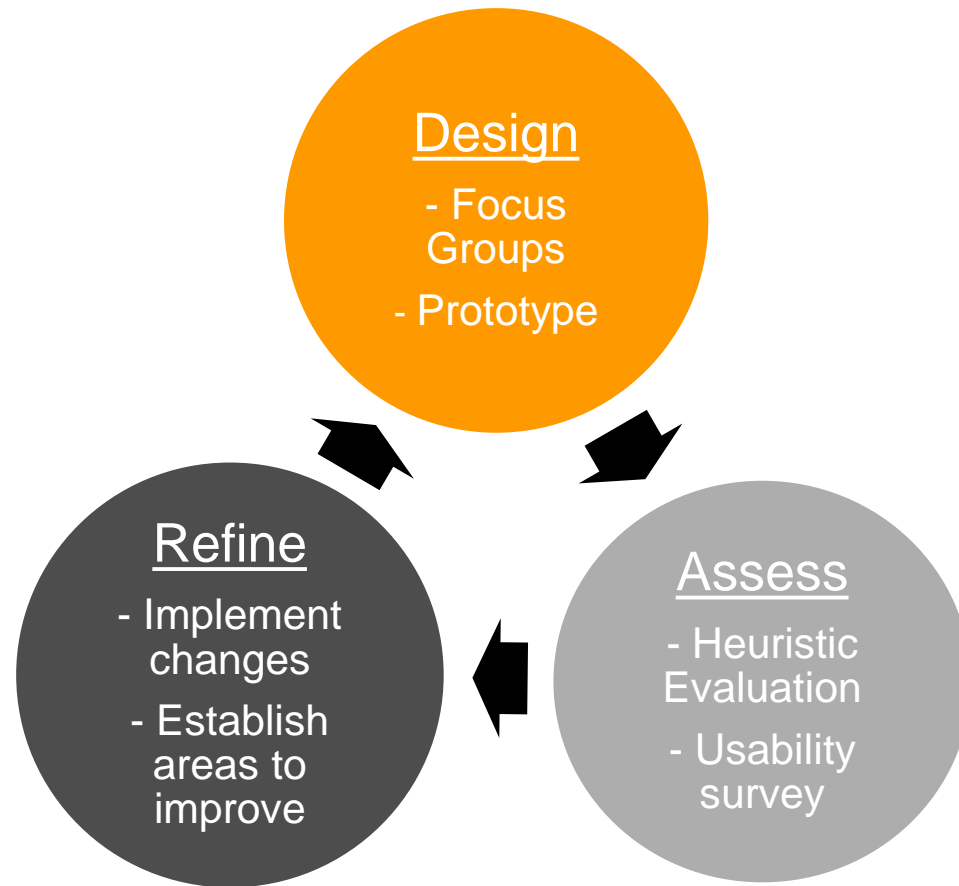 Design
- Focus
Groups
- Prototype
Refine
- Implement
changes
- Establish
areas to
improve
Assess
- Heuristic
Evaluation
- Usability
survey